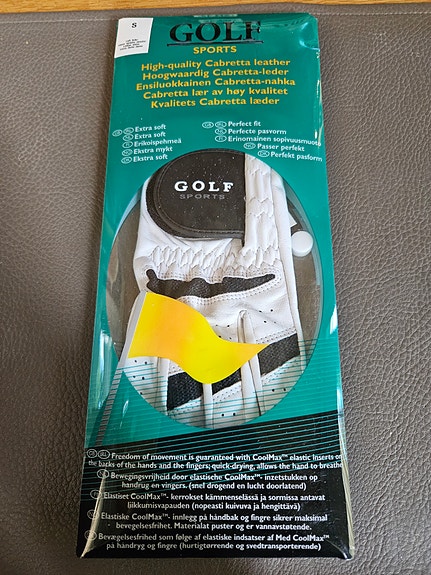 S
GOLF
SPORTS
High-quality Cabretta leather
Hoogwaardig Cabretta-leder
Ensiluokkainen Cabretta-nahka
Cabretta lær av høy kvalitet
Kvalitets Cabretta læder
Extra soft
Extra soft
Erikoispehmeä
Ekstra mykt
Ekstra soft
Perfect fit
Perfecte pasvorm
Erinomainen sopivuusmuoto
Passer perfekt
Perfekt pasform
GOLF
SPORTS
Freedom of movement is guaranteed with CoolMax™ elastic inserts on
the backs of the hands and the fingers; quick-drying, allows the hand to breathe
Bewegingsvrijheid door elastische CoolMax™- inzetstukken op
handrug en vingers. (snel drogend en lucht doorlatend)
Elastiset CoolMax™- kerrokset kämmenselässä ja sormissa antavat
liikkumisvapauden (nopeasti kuivuva ja hengittävä)
Elastiske CoolMax™- innlegg på håndbak og fingre sikrer maksimal
bevegelsesfrihet. Materialat puster og er vannavstøtende.
Bevægelsesfrihed som følge af elastiske indsatser af Med CoolMax™
på håndryg og fingre (hurtigtørrende og svedtransporterende)